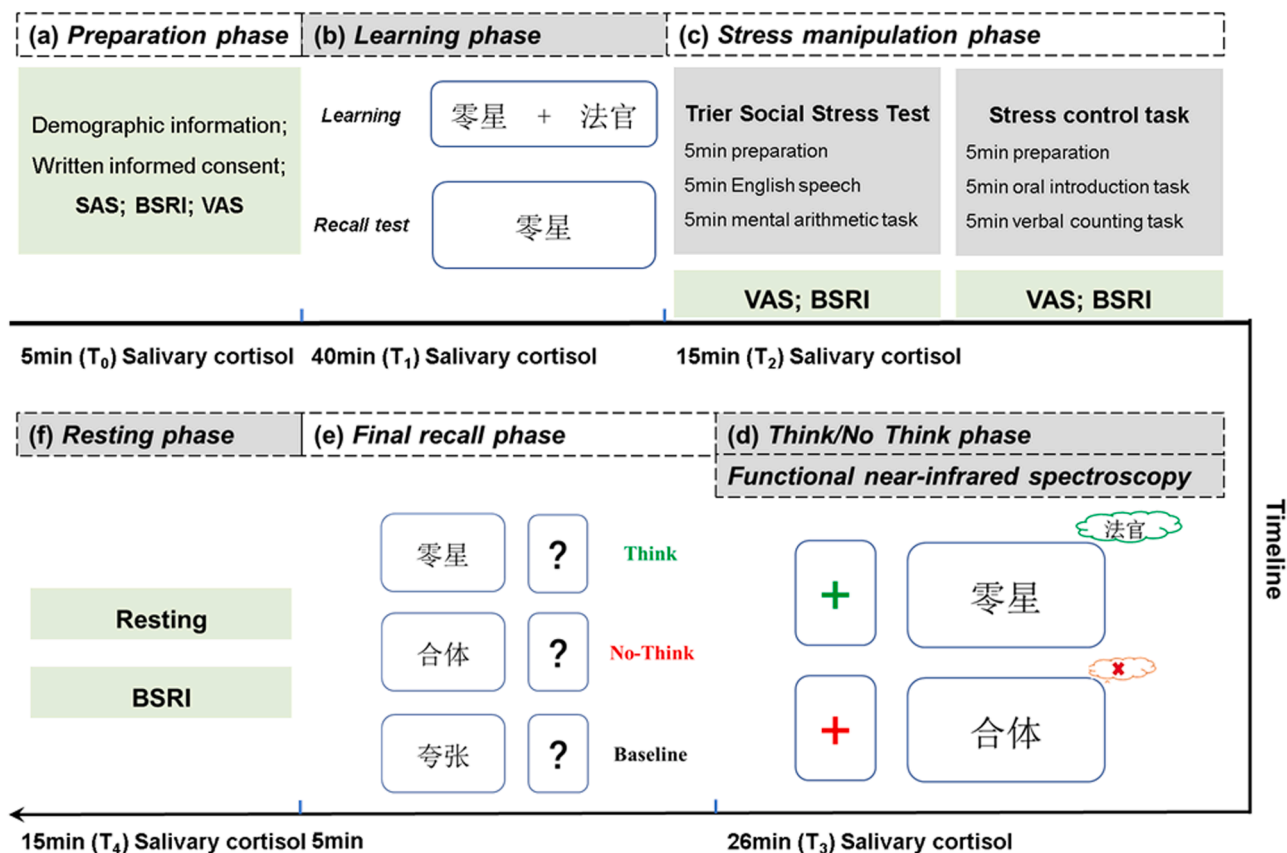 (a) Preparation phase
(b) Learning phase
(c) Stress manipulation phase
Demographic information;
Written informed consent;
SAS; BSRI; VAS
Learning
零星 + 法官
Recall test
零星
Trier Social Stress Test
5min preparation
5min English speech
5min mental arithmetic task
VAS; BSRI
Stress control task
5min preparation
5min oral introduction task
5min verbal counting task
VAS; BSRI
5min (T0) Salivary cortisol
40min (T1) Salivary cortisol
15min (T2) Salivary cortisol
Timeline
(d) Think/No Think phase
Functional near-infrared spectroscopy
法官
+ 零星
✖
+ 合体
26min (T3) Salivary cortisol
(e) Final recall phase
零星 ? Think
合体 ? No-Think
夸张 ? Baseline
5min
(f) Resting phase
Resting
BSRI
15min (T4) Salivary cortisol